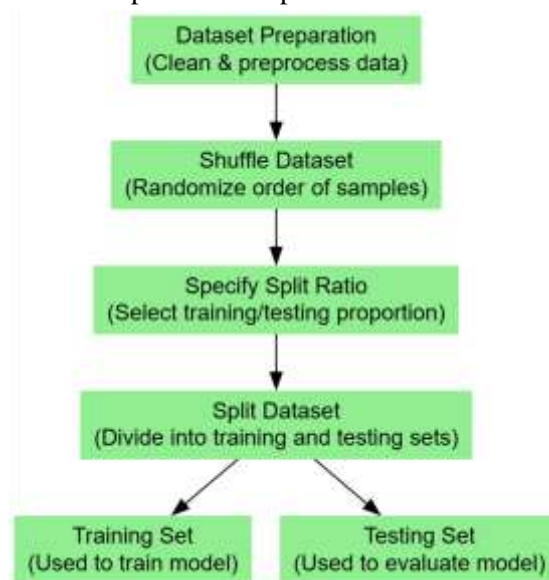 Dataset Preparation
(Clean & preprocess data)
Shuffle Dataset
(Randomize order of samples)
Specify Split Ratio
(Select training/testing proportion)
Split Dataset
(Divide into training and testing sets)
Training Set
(Used to train model)
Testing Set
(Used to evaluate model)